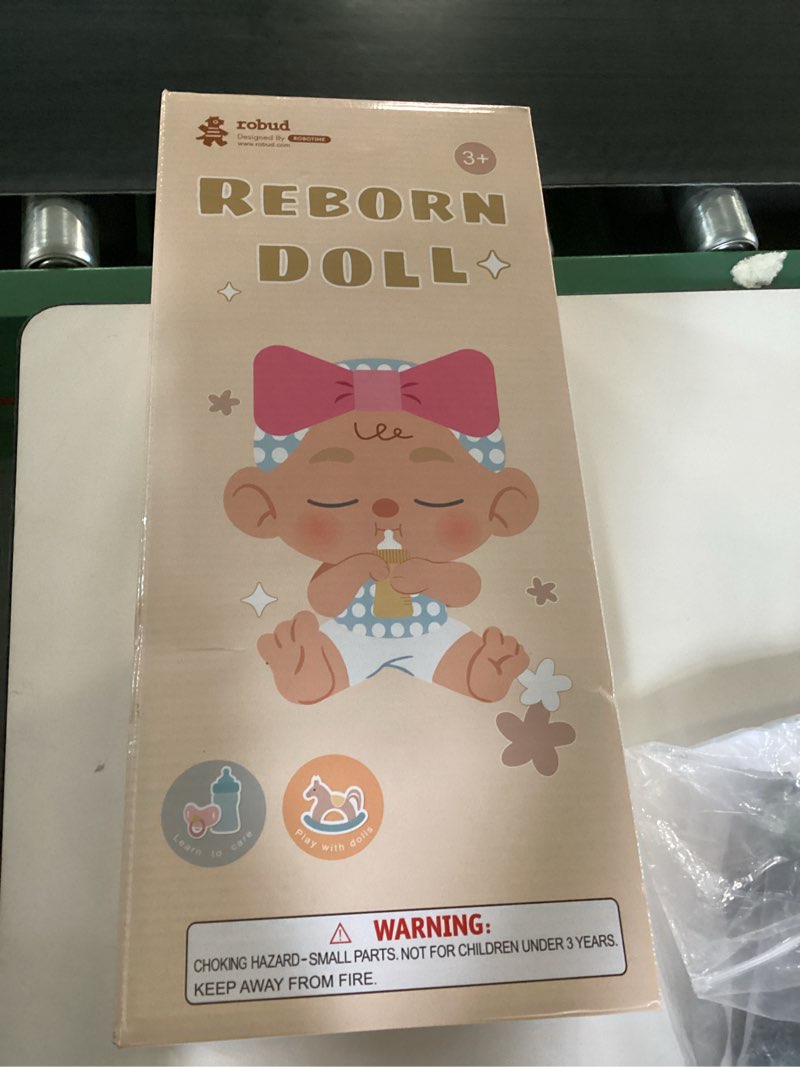 robud
Designed By ROBOTIME
www.robud.com
3+
REBORN
DOLL
Learn to care
Play with dolls
WARNING:
CHOKING HAZARD-SMALL PARTS. NOT FOR CHILDREN UNDER 3 YEARS.
KEEP AWAY FROM FIRE.